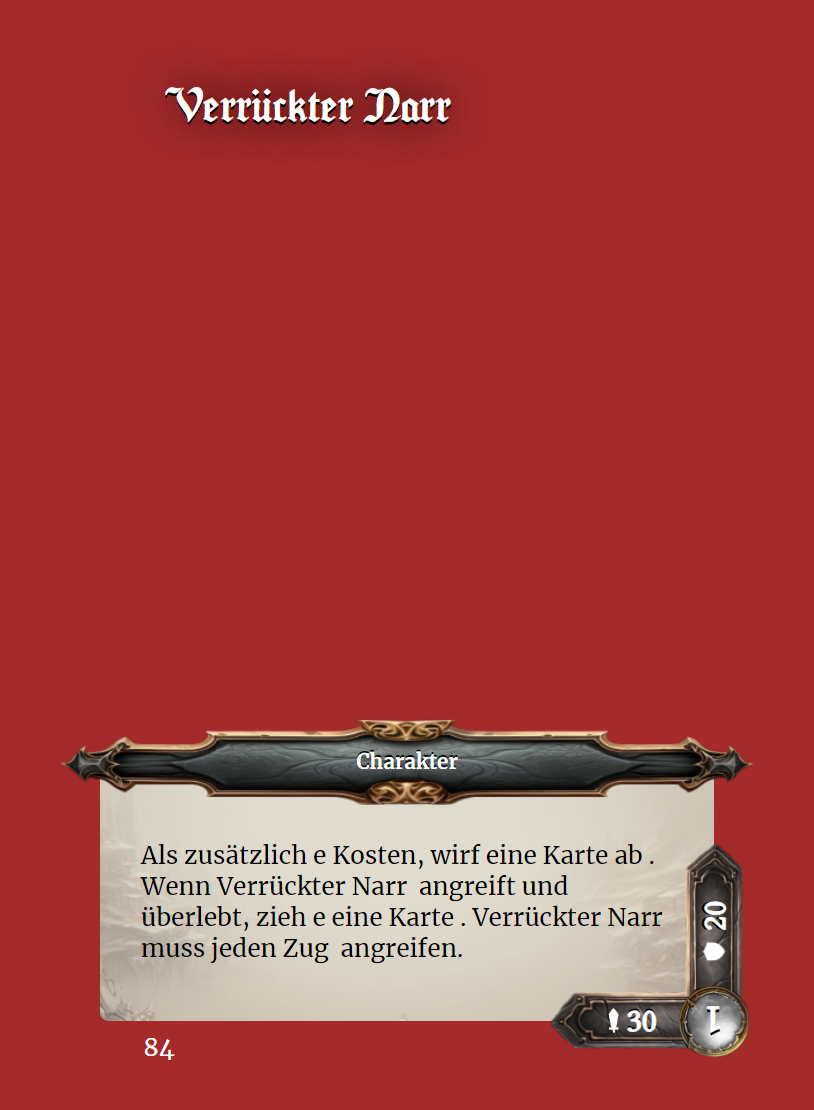 Verrückter Narr
Charakter
Als zusätzlich e Kosten, wirf eine Karte ab .
Wenn Verrückter Narr  angreift und
überlebt, zieh e eine Karte . Verrückter Narr
muss jeden Zug  angreifen.
20
30
1
84